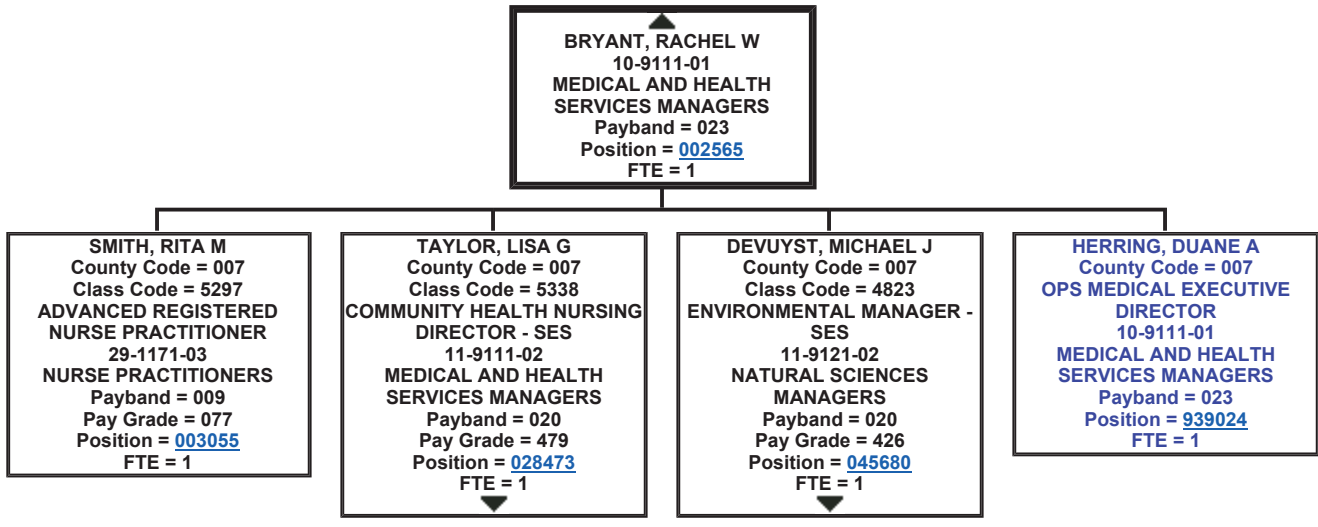 BRYANT, RACHEL W
10-9111-01
MEDICAL AND HEALTH
SERVICES MANAGERS
Payband = 023
Position = 002565
FTE = 1
SMITH, RITA M
County Code = 007
Class Code = 5297
ADVANCED REGISTERED
NURSE PRACTITIONER
29-1171-03
NURSE PRACTITIONERS
Payband = 009
Pay Grade = 077
Position = 003055
FTE = 1
TAYLOR, LISA G
County Code = 007
Class Code = 5338
COMMUNITY HEALTH NURSING
DIRECTOR - SES
11-9111-02
MEDICAL AND HEALTH
SERVICES MANAGERS
Payband = 020
Pay Grade = 479
Position = 028473
FTE = 1
DEVUYST, MICHAEL J
County Code = 007
Class Code = 4823
ENVIRONMENTAL MANAGER -
SES
11-9121-02
NATURAL SCIENCES
MANAGERS
Payband = 020
Pay Grade = 426
Position = 045680
FTE = 1
HERRING, DUANE A
County Code = 007
OPS MEDICAL EXECUTIVE
DIRECTOR
10-9111-01
MEDICAL AND HEALTH
SERVICES MANAGERS
Payband = 023
Position = 939024
FTE = 1